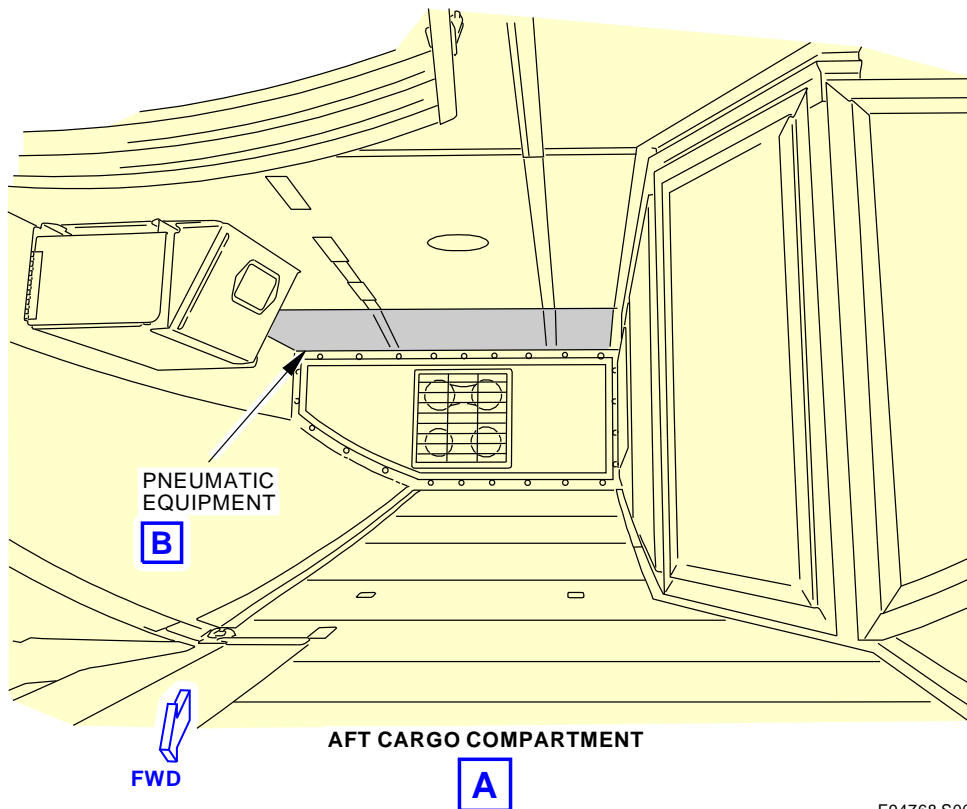 PNEUMATIC
EQUIPMENT
B
FWD
AFT CARGO COMPARTMENT
A